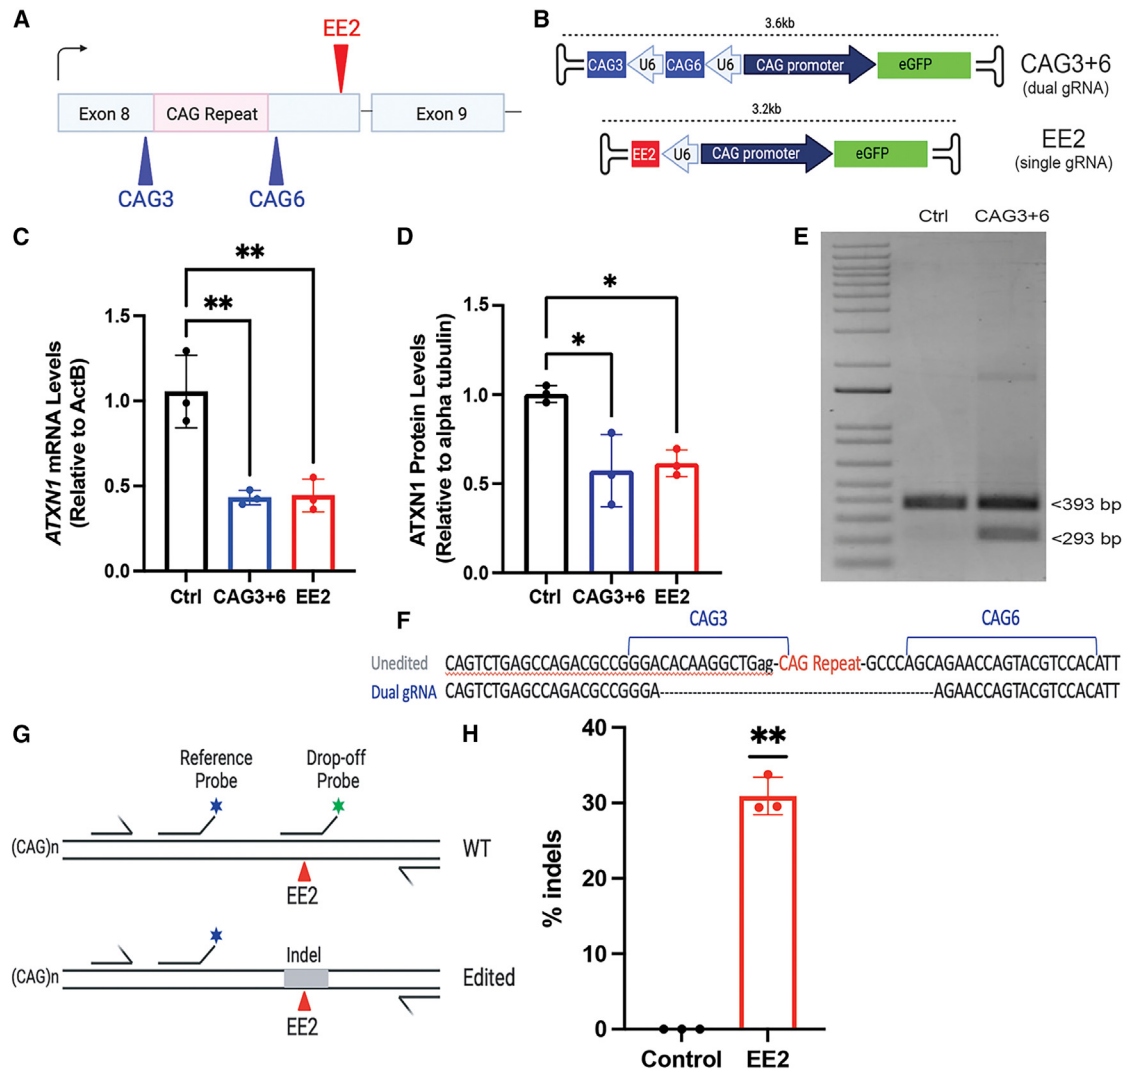 A
EE2
Exon 8
CAG Repeat
Exon 9
CAG3
CAG6
B
3.6kb
CAG3
U6
CAG6
U6
CAG promoter
eGFP
CAG3+6
(dual gRNA)
3.2kb
EE2
U6
CAG promoter
eGFP
EE2
(single gRNA)
C
**
**
ATXN1 mRNA Levels
(Relative to ActB)
1.5
1.0
0.5
0.0
Ctrl CAG3+6 EE2
D
*
*
ATXN1 Protein Levels
(Relative to alpha tubulin)
1.5
1.0
0.5
0.0
Ctrl CAG3+6 EE2
E
Ctrl CAG3+6
<393 bp
<293 bp
F
CAG3
CAG6
Unedited CAGTCTGAGCCAGACGCCGGGACACAAGGCTGag-CAG Repeat-GCCCAGCAGAACCAGTACGTCCACATT
Dual gRNA CAGTCTGAGCCAGACGCCGGGA--------------------------------------------------AGAACCAGTACGTCCACATT
G
Reference
Probe
Drop-off
Probe
(CAG)n
WT
EE2
Indel
(CAG)n
Edited
EE2
H
**
% indels
40
30
20
10
0
Control EE2